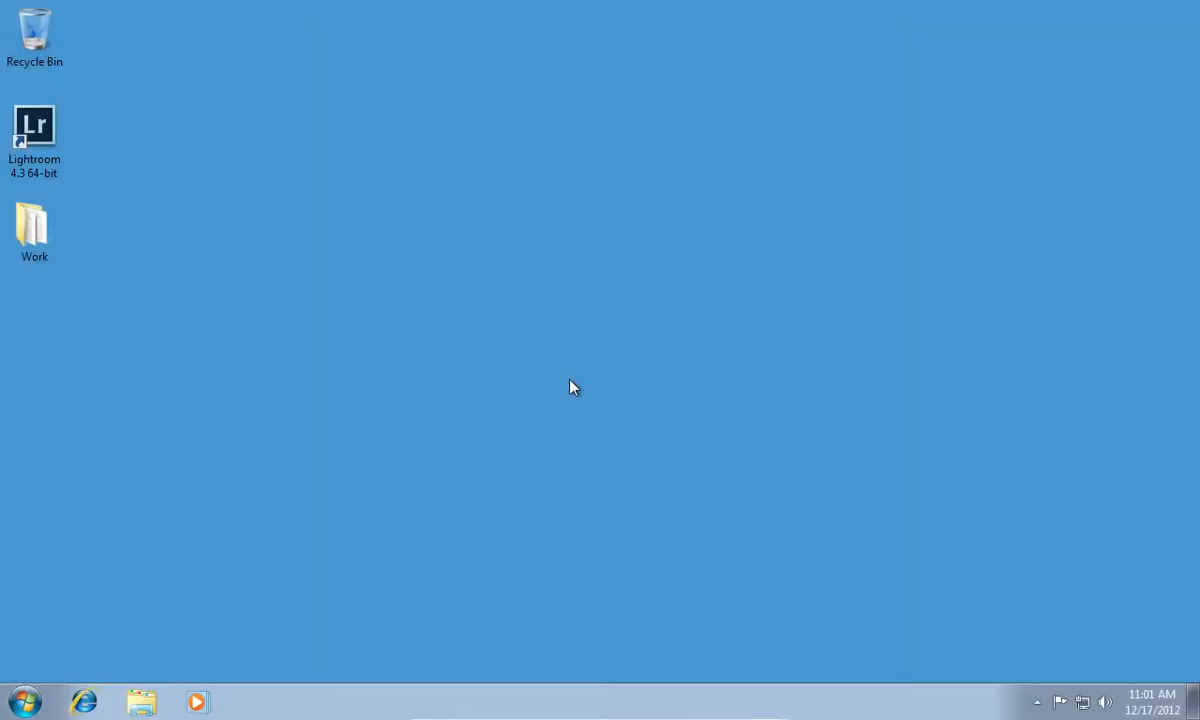 Recycle Bin
Lr
Lightroom
4.3 64-bit
Work
11:01 AM
12/17/2012